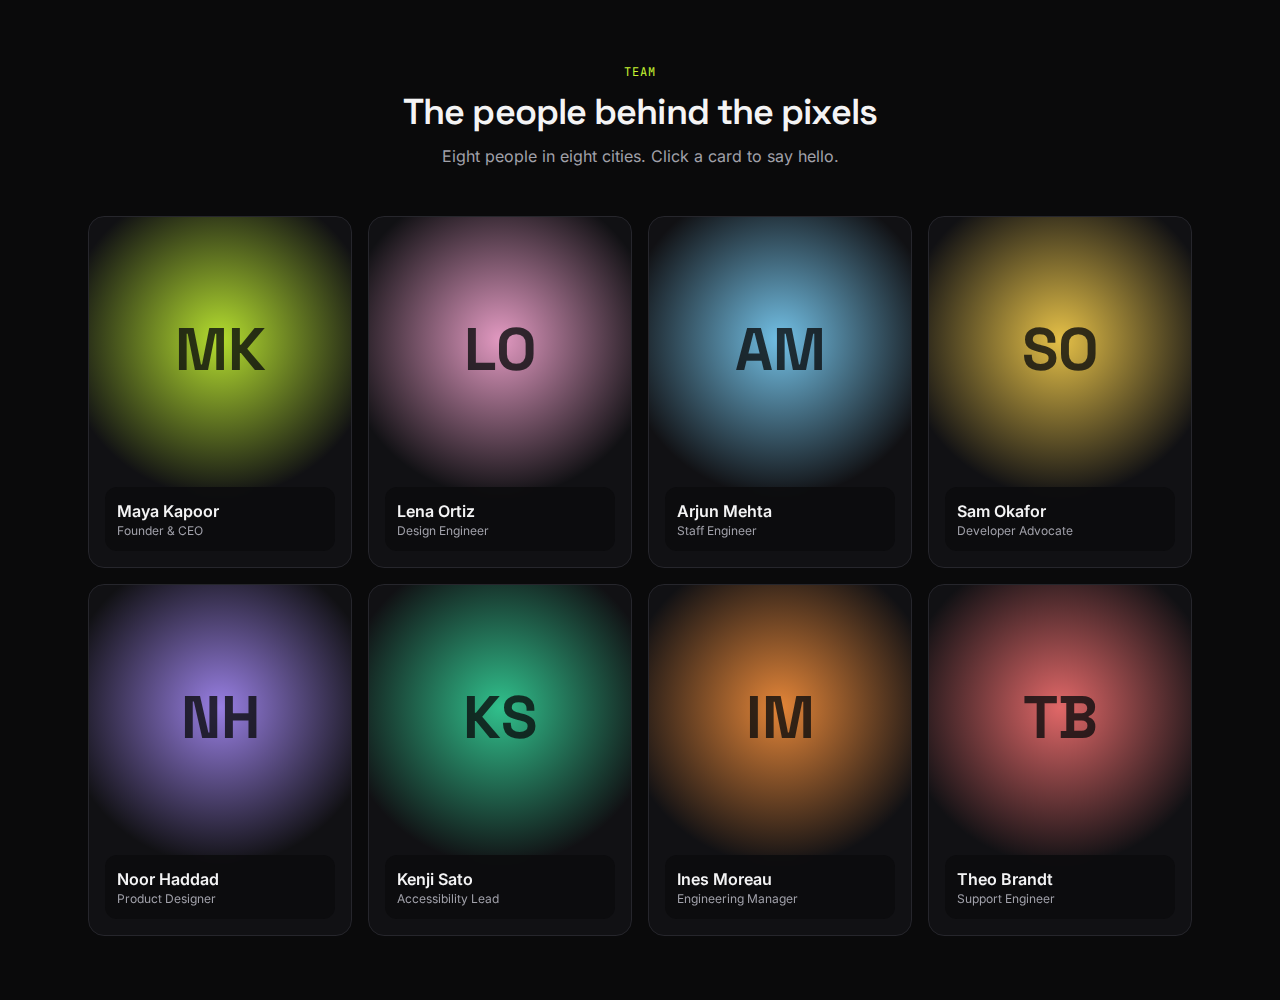 TEAM
The people behind the pixels
Eight people in eight cities. Click a card to say hello.
MK
LO
AM
SO
Maya Kapoor
Founder & CEO
Lena Ortiz
Design Engineer
Arjun Mehta
Staff Engineer
Sam Okafor
Developer Advocate
NH
KS
IM
TB
Noor Haddad
Product Designer
Kenji Sato
Accessibility Lead
Ines Moreau
Engineering Manager
Theo Brandt
Support Engineer